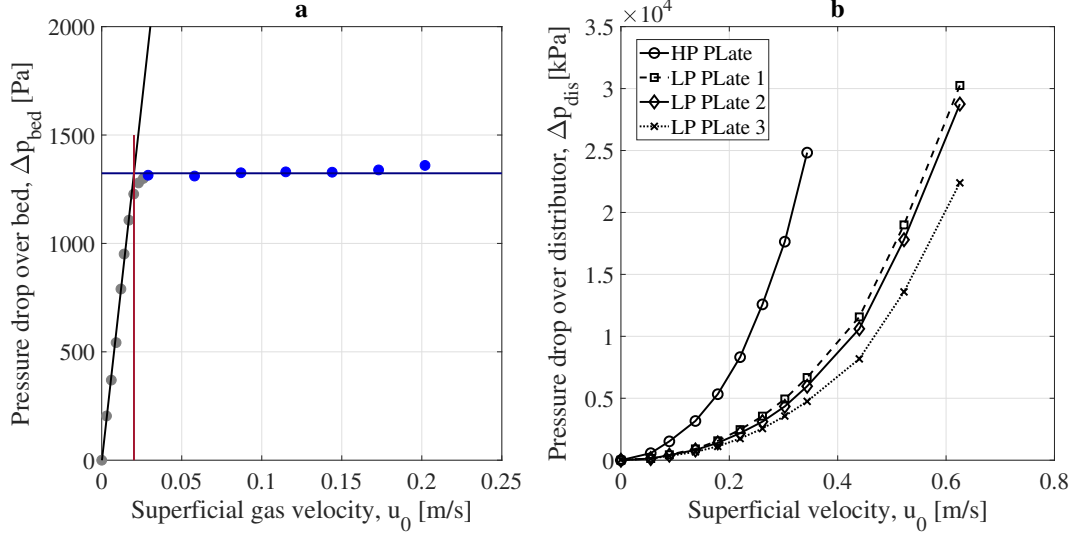 a
Pressure drop over bed, Δp_bed [Pa]
2000
1500
1000
500
0
0
0.05
0.1
0.15
0.2
0.25
Superficial gas velocity, u_0 [m/s]
b
×10^4
Pressure drop over distributor, Δp_dis[kPa]
3.5
3
2.5
2
1.5
1
0.5
0
HP PLate
LP PLate 1
LP PLate 2
LP PLate 3
0
0.2
0.4
0.6
0.8
Superficial velocity, u_0 [m/s]